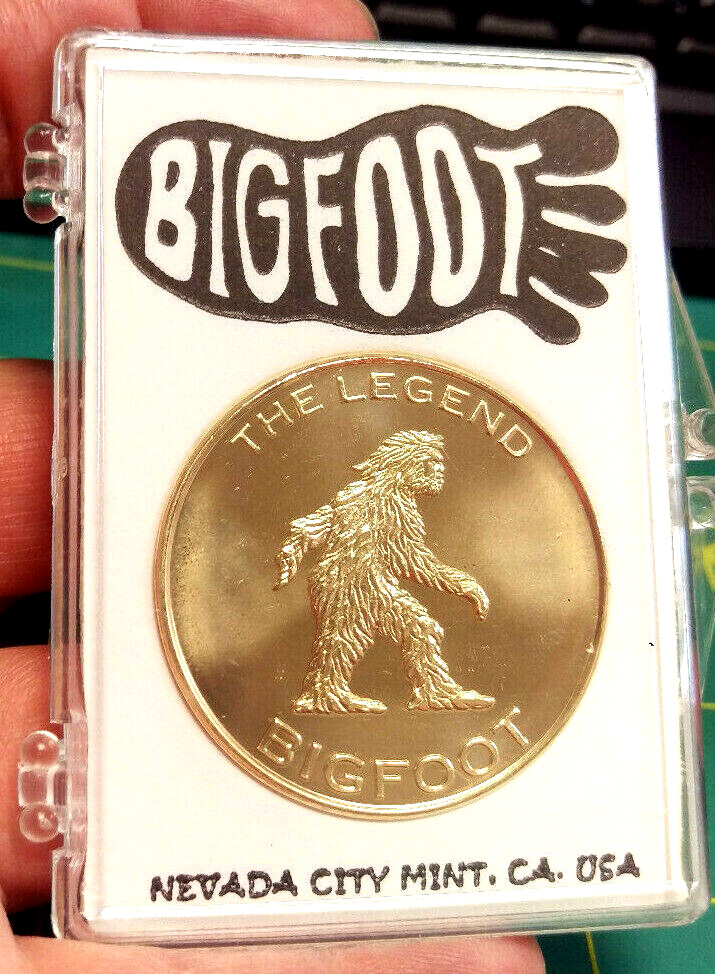 BIGFOOT
THE LEGEND
BIGFOOT
NEVADA CITY MINT. CA. USA